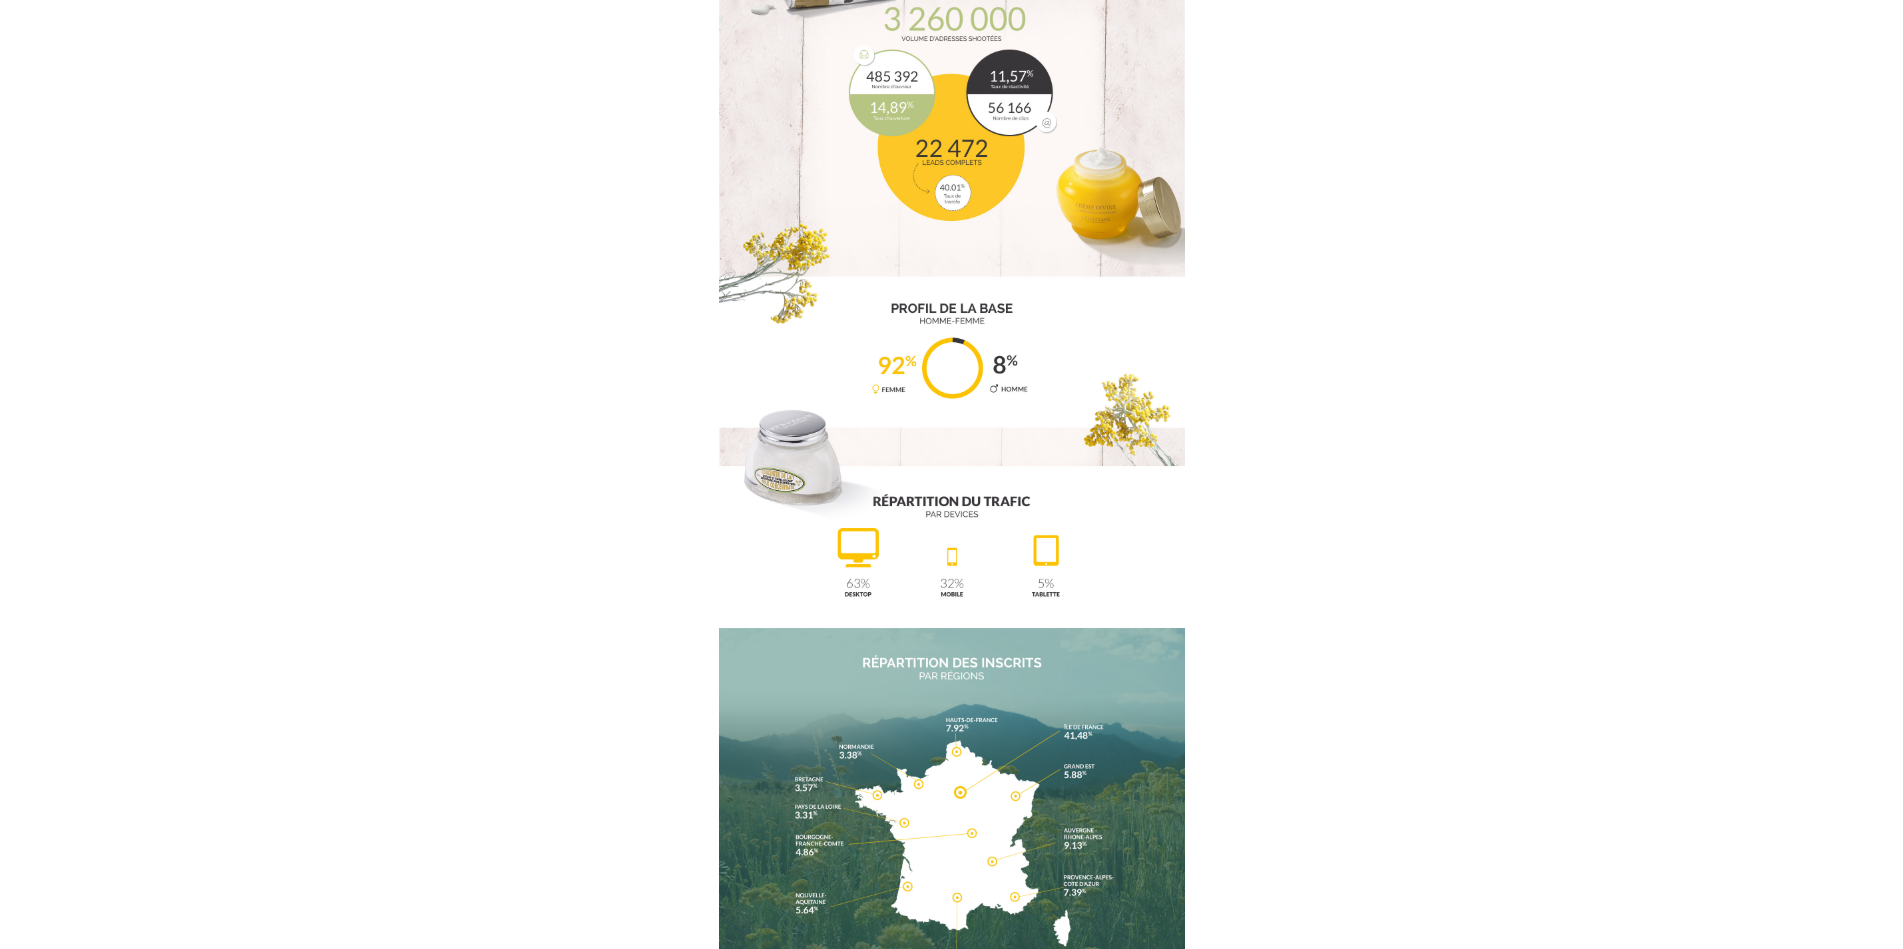 3 260 000
VOLUME D'ADRESSES SHOOTÉES
485 392
Nombre d'ouvreur
14,89%
Taux d'ouverture
11,57%
Taux de réactivité
56 166
Nombre de clics
22 472
LEADS COMPLETS
40.01%
Taux de
transfo
CRÈME DIVINE
PROFIL DE LA BASE
HOMME-FEMME
92%
FEMME
8%
HOMME
RÉPARTITION DU TRAFIC
PAR DEVICES
63%
DESKTOP
32%
MOBILE
5%
TABLETTE
RÉPARTITION DES INSCRITS
PAR RÉGIONS
HAUTS-DE-FRANCE
7.92%
ÎLE DE FRANCE
41,48%
NORMANDIE
3.38%
GRAND EST
5.88%
BRETAGNE
3.57%
PAYS DE LA LOIRE
3.31%
BOURGOGNE-
FRANCHE-COMTE
4.86%
AUVERGNE-
RHONE-ALPES
9.13%
PROVENCE-ALPES-
COTE D'AZUR
7.39%
NOUVELLE-
AQUITAINE
5.64%